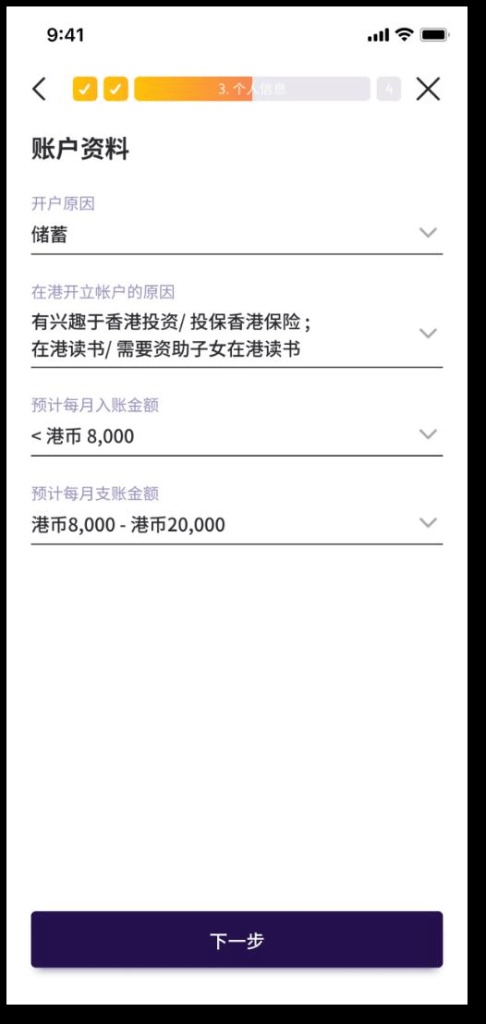 9:41
3. 个人信息
4
账户资料
开户原因
储蓄
在港开立帐户的原因
有兴趣于香港投资/ 投保香港保险 ;
在港读书/ 需要资助子女在港读书
预计每月入账金额
< 港币 8,000
预计每月支账金额
港币8,000 - 港币20,000
下一步